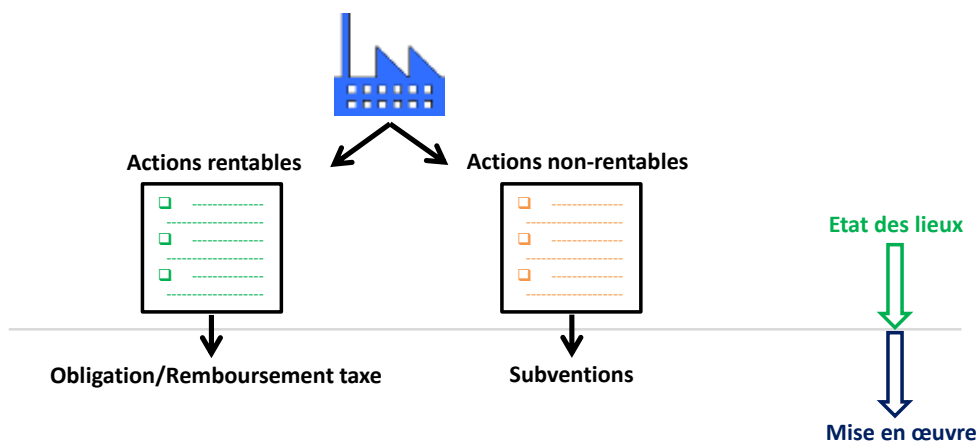 Actions rentables
Actions non-rentables
Etat des lieux
Obligation/Remboursement taxe
Subventions
Mise en œuvre